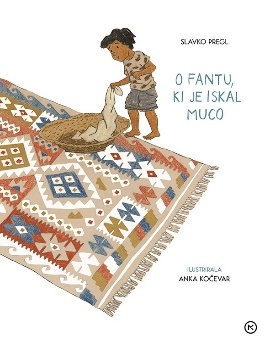 SLAVKO PREGL
O FANTU,
KI JE ISKAL
MUCO
ILUSTRIRALA
ANKA KOČEVAR